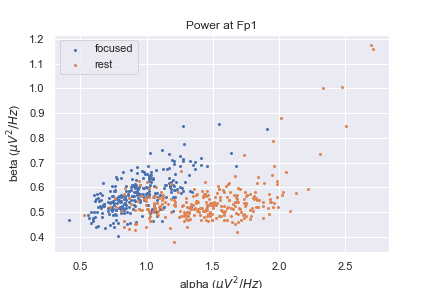 Power at Fp1
focused
rest
beta (μV²/Hz)
1.2
1.1
1.0
0.9
0.8
0.7
0.6
0.5
0.4
0.5 1.0 1.5 2.0 2.5
alpha (μV²/Hz)